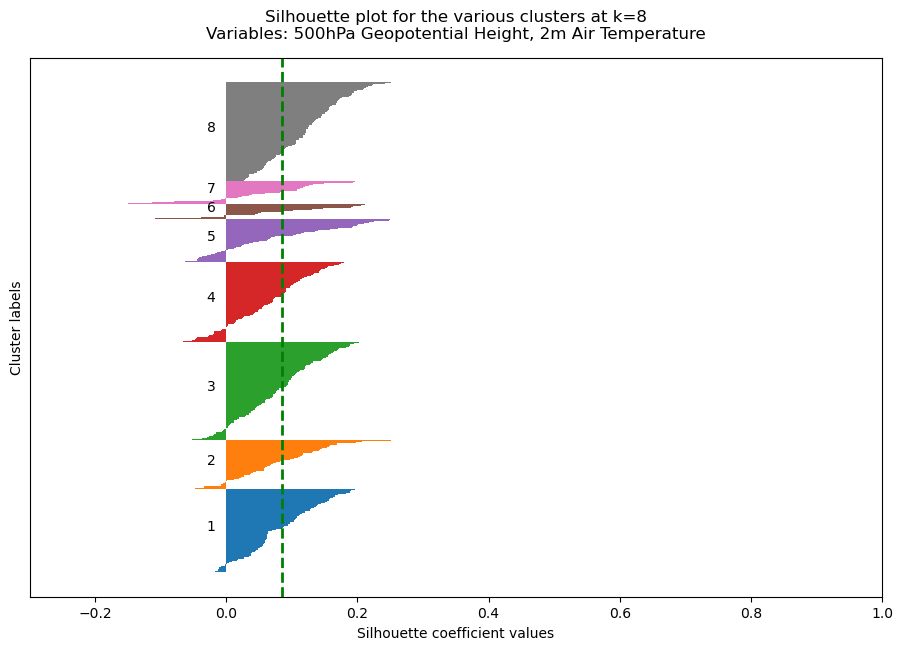 Silhouette plot for the various clusters at k=8
Variables: 500hPa Geopotential Height, 2m Air Temperature
8
7
6
5
4
3
2
1
Cluster labels
−0.2 0.0 0.2 0.4 0.6 0.8 1.0
Silhouette coefficient values